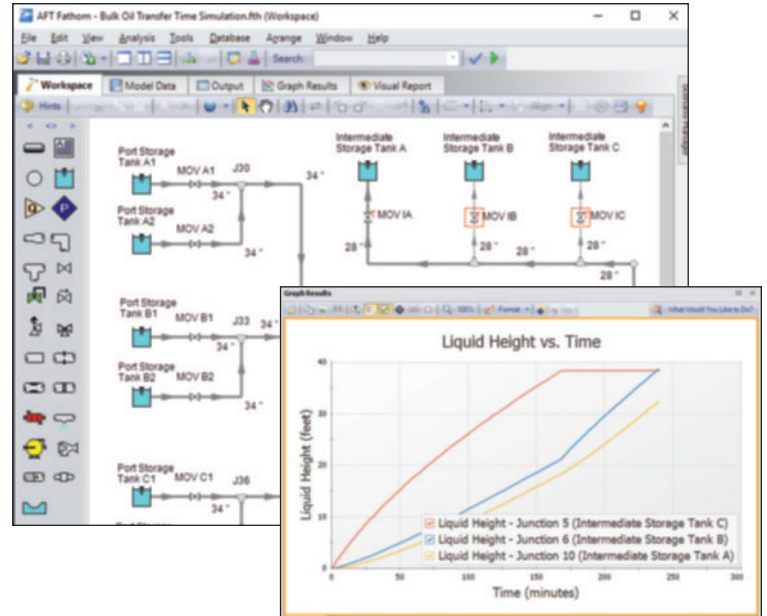 AFT Fathom - Bulk Oil Transfer Time Simulation.fth (Workspace)
File Edit View Analysis Tools Database Arrange Window Help
Search:
Workspace Model Data Output Graph Results Visual Report
Hints
Align
Port Storage
Tank A1
MOV A1
J30
34 "
34 "
Port Storage
Tank A2
MOV A2
34 "
Intermediate
Storage Tank A
Intermediate
Storage Tank B
Intermediate
Storage Tank C
MOV IA
MOV IB
MOV IC
28 "
28 "
28 "
28 "
28 "
Port Storage
Tank B1
MOV B1
J33
34 "
34 "
Port Storage
Tank B2
MOV B2
34 "
Port Storage
Tank C1
MOV C1
J36
34 "
Graph Results
100%
Format
What Would You Like to Do?
Liquid Height vs. Time
Liquid Height (feet)
40
30
20
10
0
0 50 100 150 200 250 300
Time (minutes)
Liquid Height - Junction 5 (Intermediate Storage Tank C)
Liquid Height - Junction 6 (Intermediate Storage Tank B)
Liquid Height - Junction 10 (Intermediate Storage Tank A)